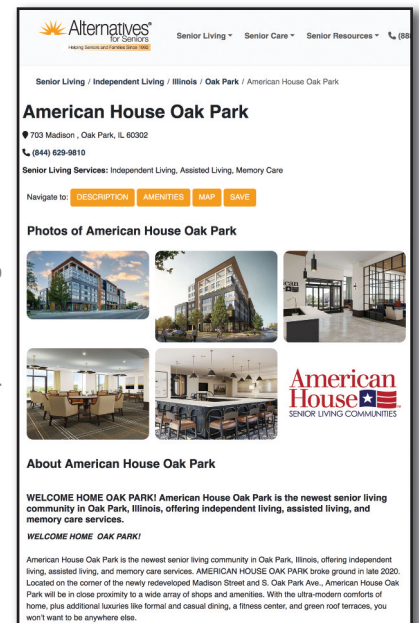 Alternatives®
for Seniors
Helping Seniors and Families Since 1992
Senior Living Senior Care Senior Resources (88
Senior Living / Independent Living / Illinois / Oak Park / American House Oak Park
American House Oak Park
703 Madison , Oak Park, IL 60302
(844) 629-9810
Senior Living Services: Independent Living, Assisted Living, Memory Care
Navigate to: DESCRIPTION AMENITIES MAP SAVE
Photos of American House Oak Park
American
House
SENIOR LIVING COMMUNITIES
About American House Oak Park
WELCOME HOME OAK PARK! American House Oak Park is the newest senior living
community in Oak Park, Illinois, offering independent living, assisted living, and
memory care services.
WELCOME HOME OAK PARK!
American House Oak Park is the newest senior living community in Oak Park, Illinois, offering independent
living, assisted living, and memory care services. AMERICAN HOUSE OAK PARK broke ground in late 2020.
Located on the corner of the newly redeveloped Madison Street and S. Oak Park Ave., American House Oak
Park will be in close proximity to a wide array of shops and amenities. With the ultra-modern comforts of
home, plus additional luxuries like formal and casual dining, a fitness center, and green roof terraces, you
won't want to be anywhere else.